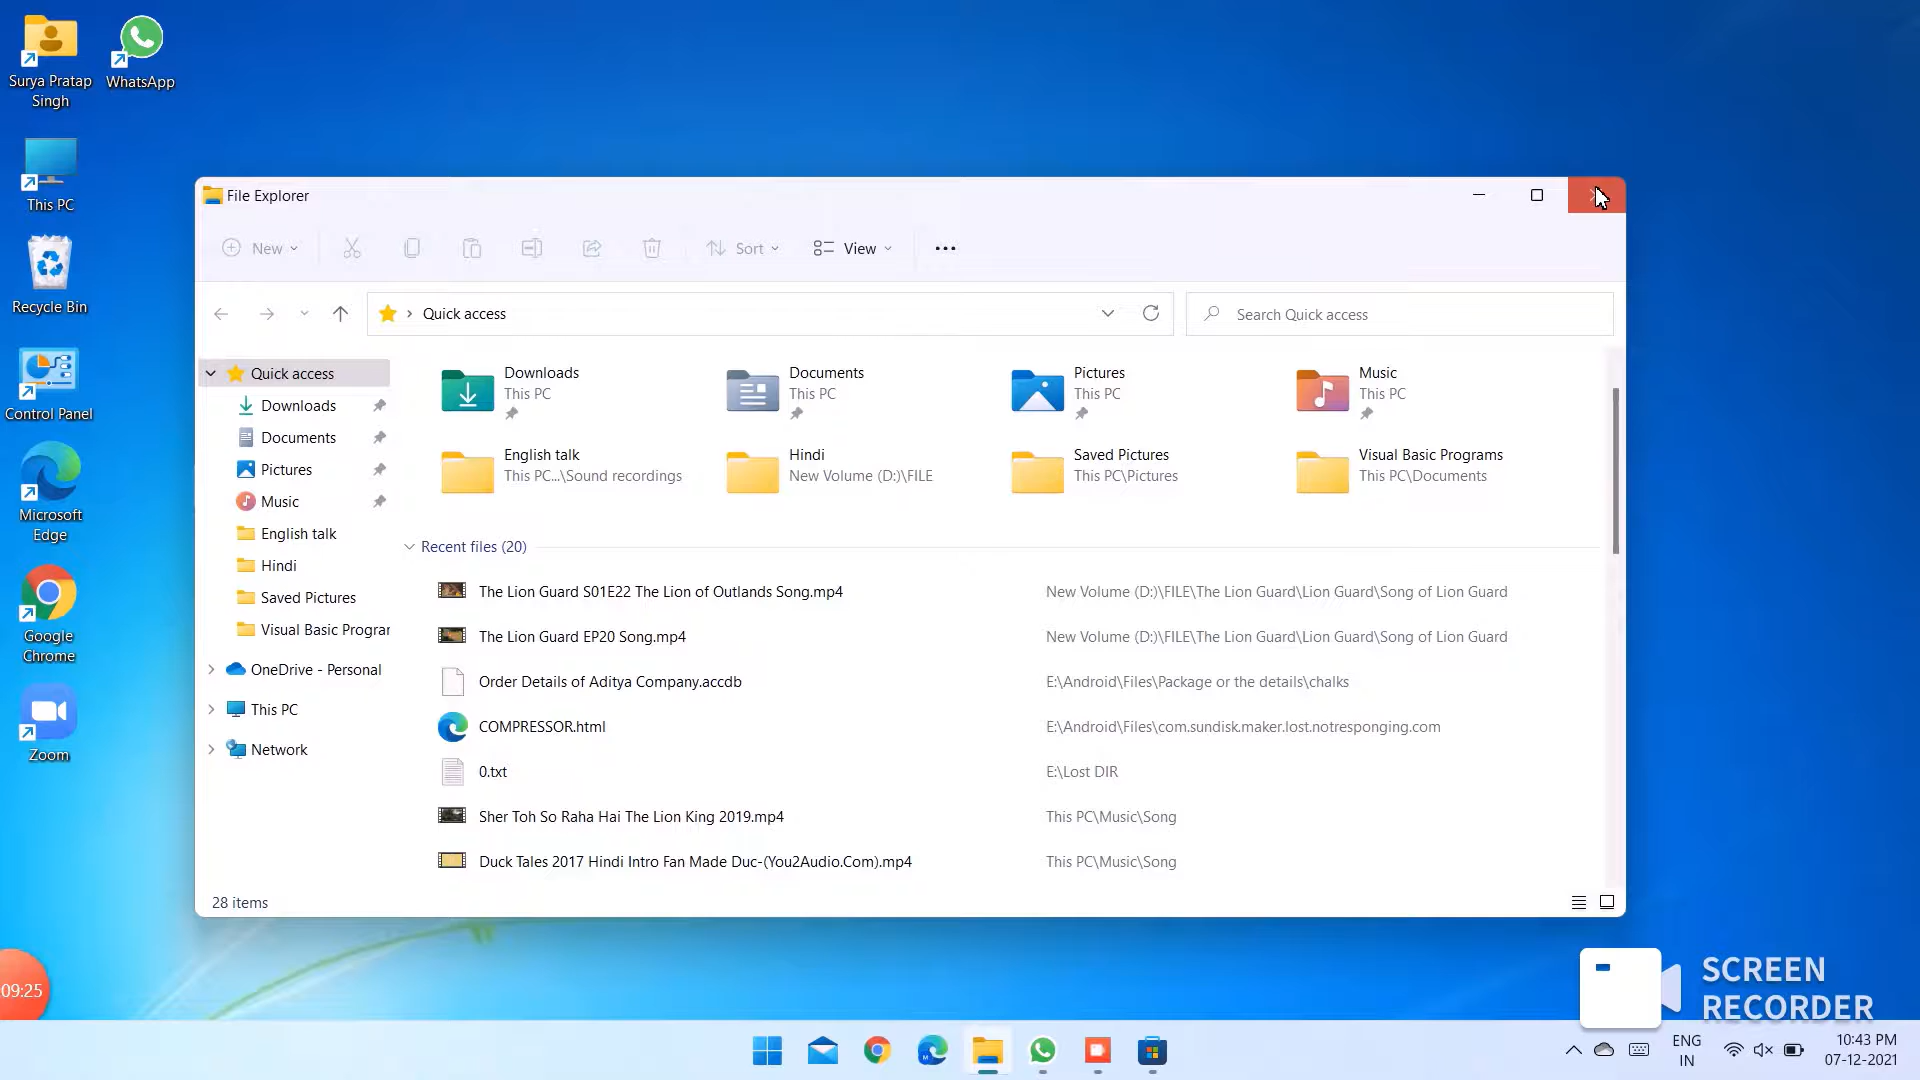 Surya Pratap
Singh
WhatsApp
This PC
Recycle Bin
Control Panel
Microsoft
Edge
Google
Chrome
Zoom
File Explorer
New
Sort
View
Quick access
Search Quick access
Quick access
Downloads
Documents
Pictures
Music
English talk
Hindi
Saved Pictures
Visual Basic Prograr
OneDrive - Personal
This PC
Network
Downloads
This PC
Documents
This PC
Pictures
This PC
Music
This PC
English talk
This PC...\Sound recordings
Hindi
New Volume (D:)\FILE
Saved Pictures
This PC\Pictures
Visual Basic Programs
This PC\Documents
Recent files (20)
The Lion Guard S01E22 The Lion of Outlands Song.mp4 New Volume (D:)\FILE\The Lion Guard\Lion Guard\Song of Lion Guard
The Lion Guard EP20 Song.mp4 New Volume (D:)\FILE\The Lion Guard\Lion Guard\Song of Lion Guard
Order Details of Aditya Company.accdb E:\Android\Files\Package or the details\chalks
COMPRESSOR.html E:\Android\Files\com.sundisk.maker.lost.notresponging.com
0.txt E:\Lost DIR
Sher Toh So Raha Hai The Lion King 2019.mp4 This PC\Music\Song
Duck Tales 2017 Hindi Intro Fan Made Duc-(You2Audio.Com).mp4 This PC\Music\Song
28 items
09:25
SCREEN
RECORDER
ENG
IN
10:43 PM
07-12-2021